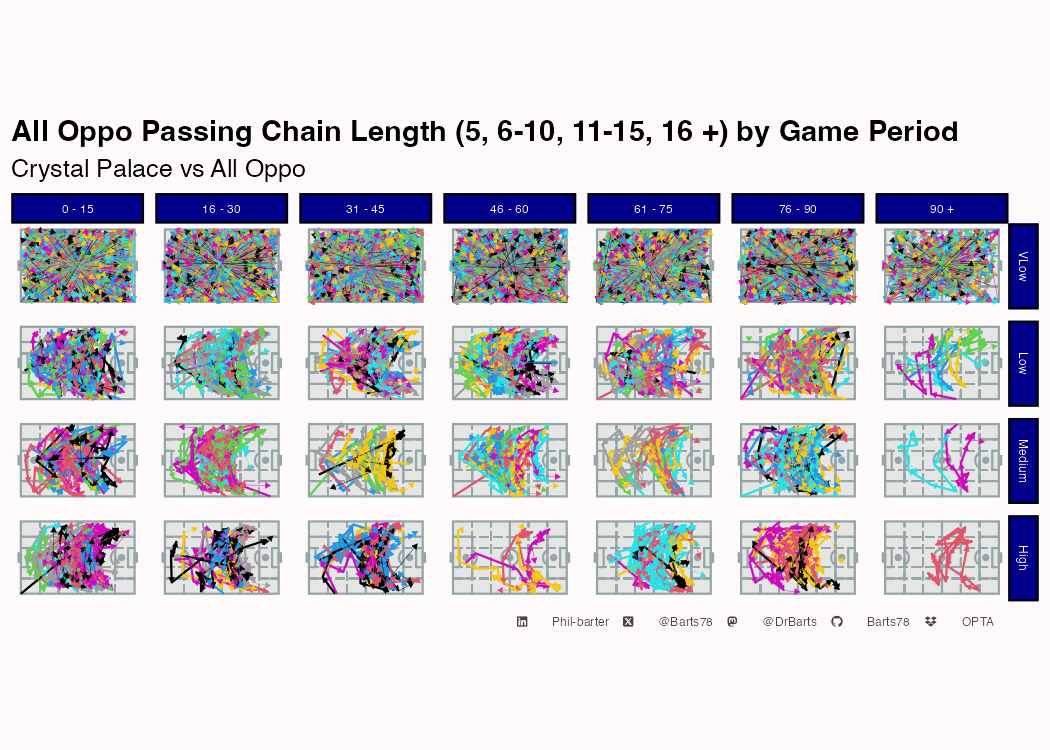 All Oppo Passing Chain Length (5, 6-10, 11-15, 16 +) by Game Period
Crystal Palace vs All Oppo
0 - 15 16 - 30 31 - 45 46 - 60 61 - 75 76 - 90 90 +
VLow
Low
Medium
High
Phil-barter @Barts78 @DrBarts Barts78 OPTA